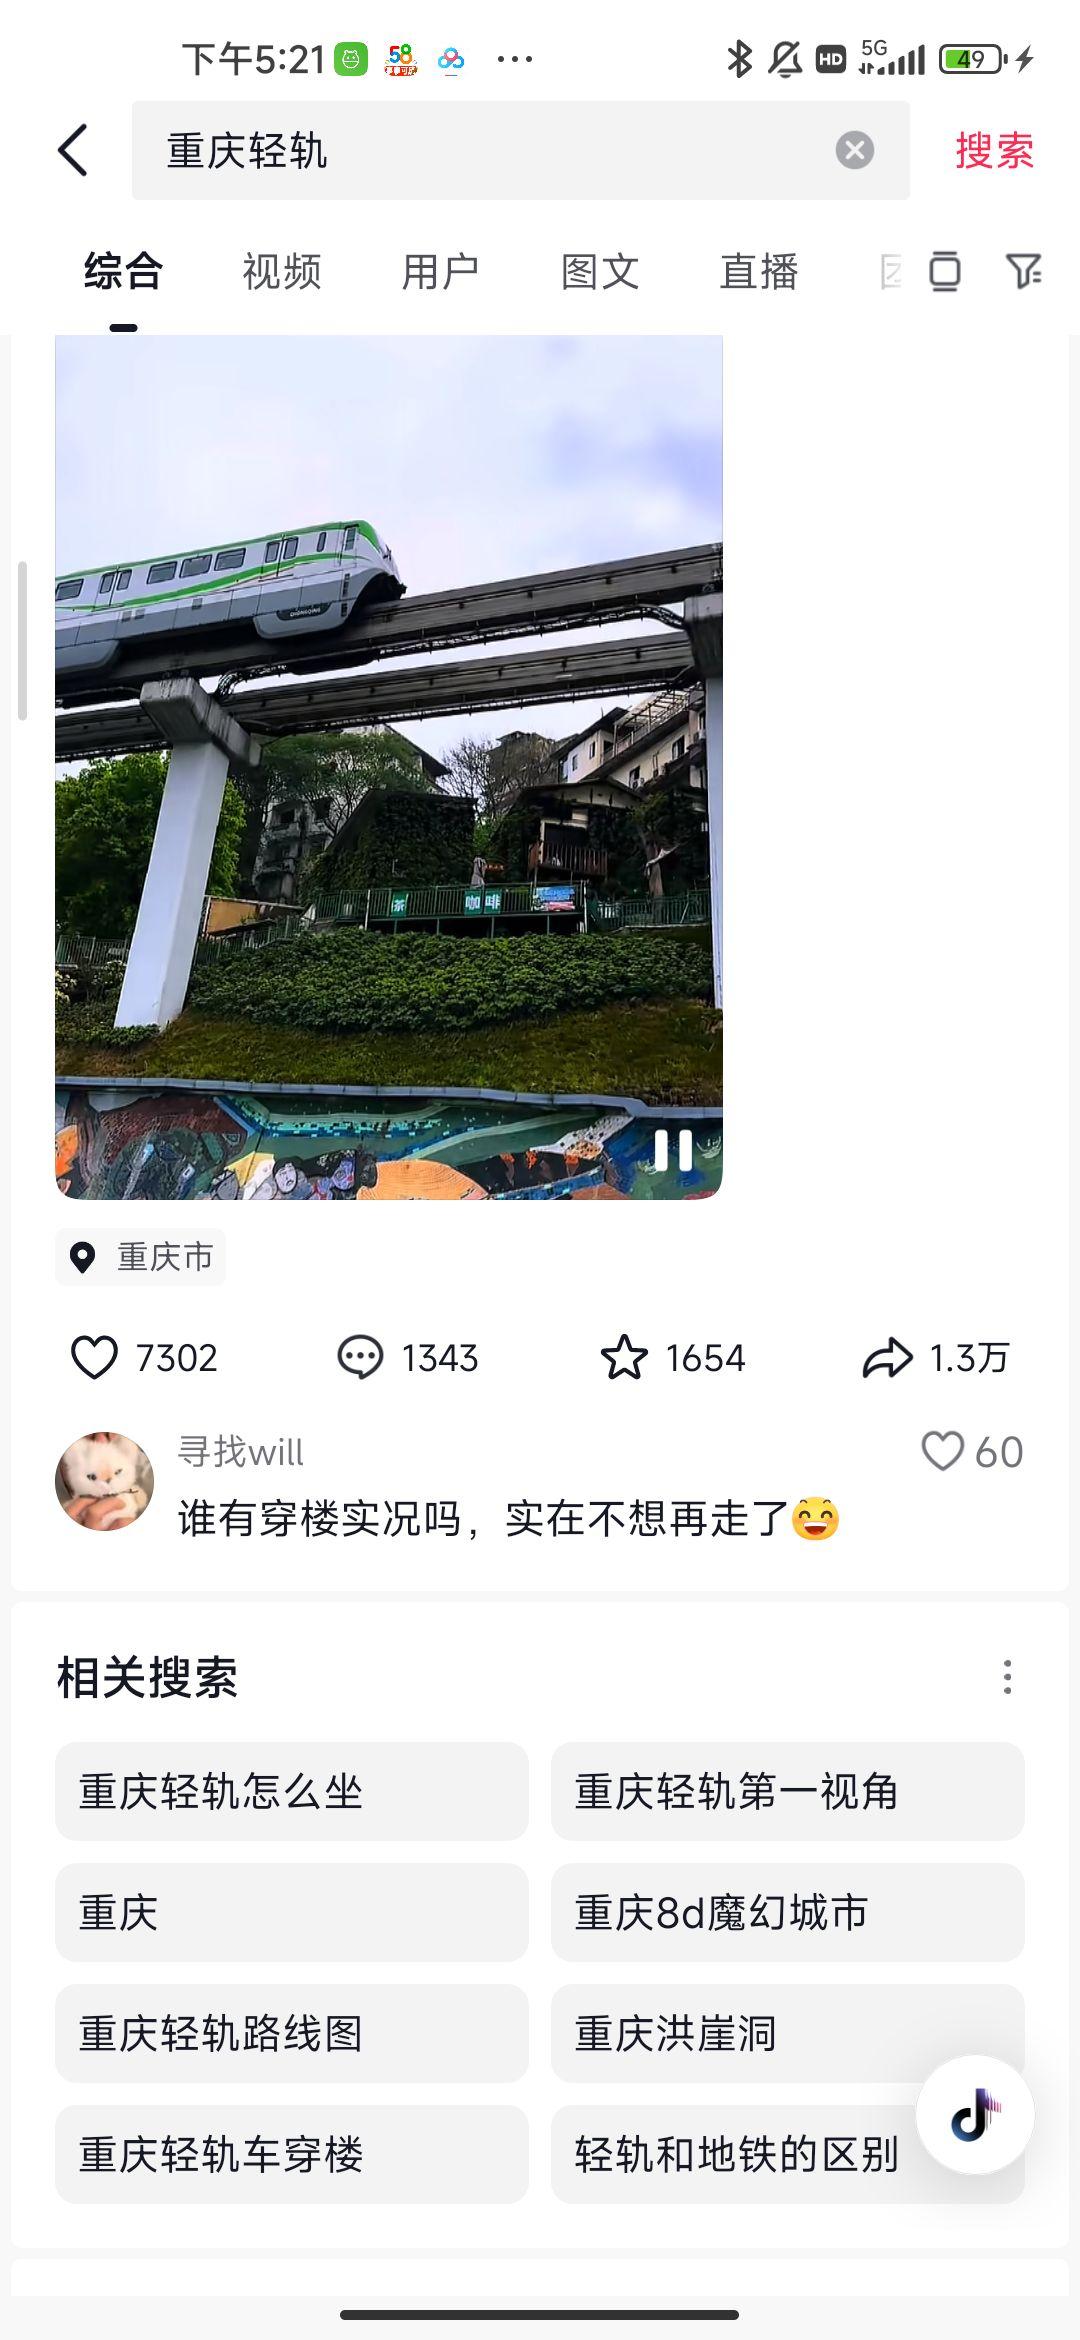 下午5:21
58
HD
5G
49
重庆轻轨
搜索
综合 视频 用户 图文 直播
CHONGQING
茶 咖啡
重庆市
7302 1343 1654 1.3万
寻找will
60
谁有穿楼实况吗，实在不想再走了😄
相关搜索
重庆轻轨怎么坐 重庆轻轨第一视角
重庆 重庆8d魔幻城市
重庆轻轨路线图 重庆洪崖洞
重庆轻轨车穿楼 轻轨和地铁的区别